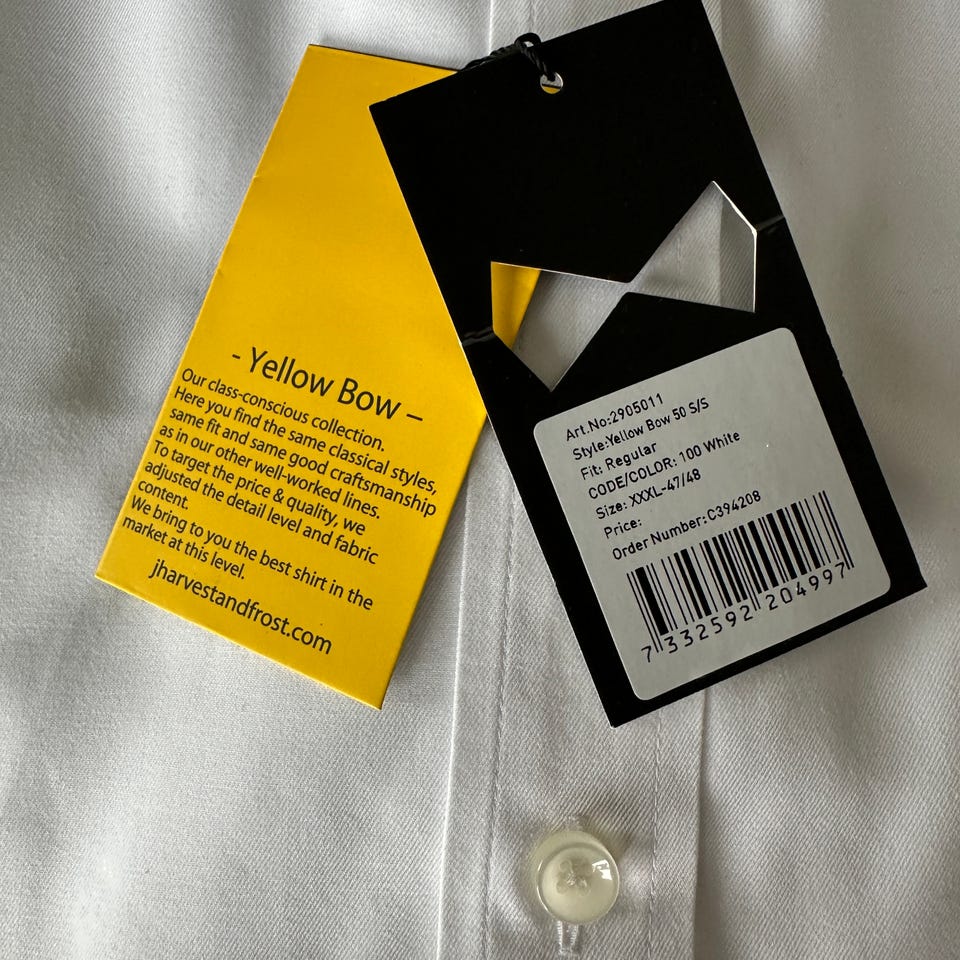 - Yellow Bow –
Our class-conscious collection.
Here you find the same classical styles,
same fit and same good craftsmanship
as in our other well-worked lines.
To target the price & quality, we
adjusted the detail level and fabric
content.
We bring to you the best shirt in the
market at this level.
jharvestandfrost.com
Art.No:2905011
Style:Yellow Bow 50 S/S
Fit: Regular
CODE/COLOR: 100 White
Size: XXXL-47/48
Price:
Order Number:C394208
7 332592 204997